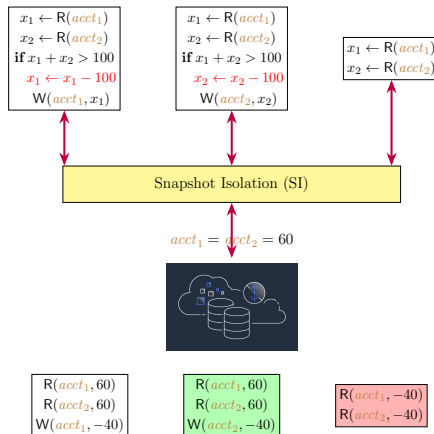 x₁ ← R(acct₁)
x₂ ← R(acct₂)
if x₁ + x₂ > 100
x₁ ← x₁ − 100
W(acct₁, x₁)
x₁ ← R(acct₁)
x₂ ← R(acct₂)
if x₁ + x₂ > 100
x₂ ← x₂ − 100
W(acct₂, x₂)
x₁ ← R(acct₁)
x₂ ← R(acct₂)
Snapshot Isolation (SI)
acct₁ = acct₂ = 60
R(acct₁, 60)
R(acct₂, 60)
W(acct₁, −40)
R(acct₁, 60)
R(acct₂, 60)
W(acct₂, −40)
R(acct₁, −40)
R(acct₂, −40)